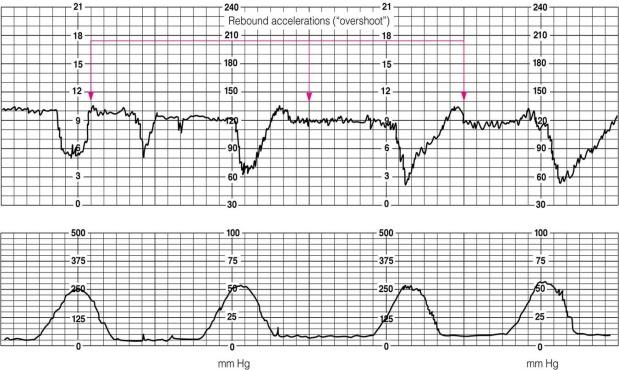 21 240 21 240
Rebound accelerations (“overshoot”)
18 210 18 210
15 180 15 180
12 150 12 150
9 120 9 120
6 90 6 90
3 60 3 60
0 30 0 30
500 100 500 100
375 75 375 75
250 50 250 50
125 25 125 25
0 0 0 0
mm Hg mm Hg